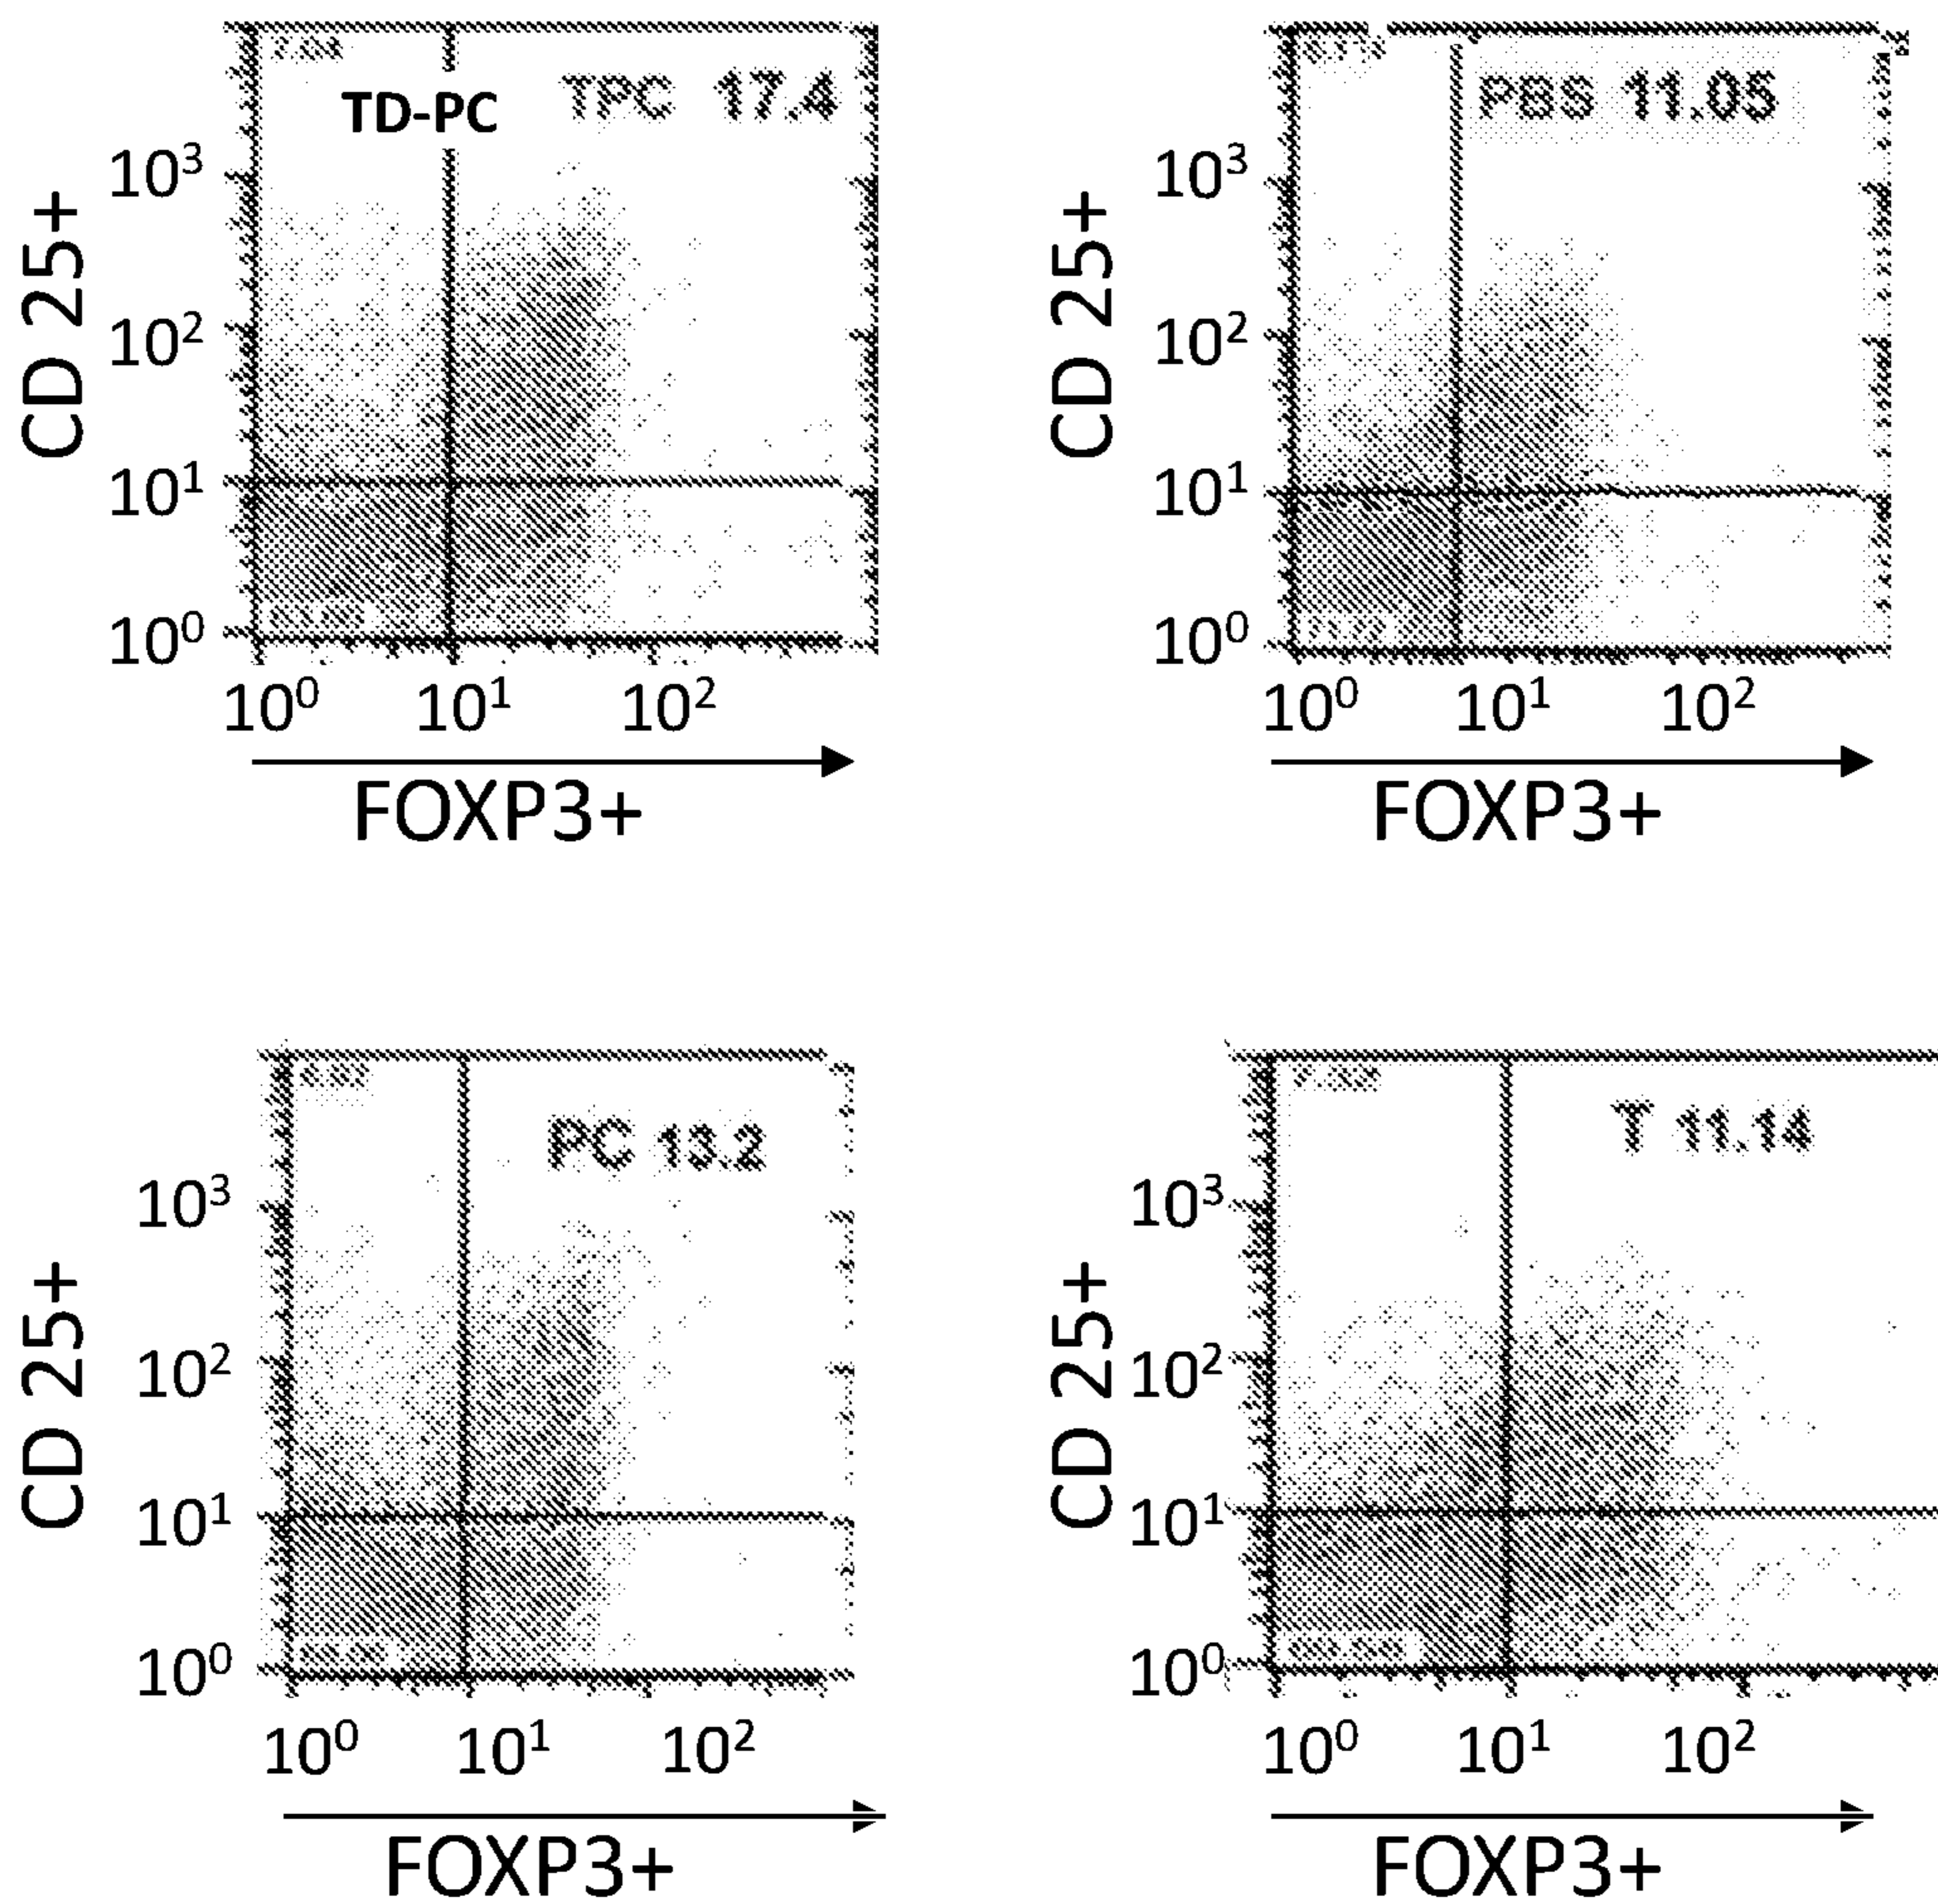 TD-PC TPC 17.4
CD 25+
10³
10²
10¹
10⁰
10⁰ 10¹ 10²
FOXP3+
PBS 11.05
CD 25+
10³
10²
10¹
10⁰
10⁰ 10¹ 10²
FOXP3+
PC 13.2
CD 25+
10³
10²
10¹
10⁰
10⁰ 10¹ 10²
FOXP3+
T 11.14
CD 25+
10³
10²
10¹
10⁰
10⁰ 10¹ 10²
FOXP3+